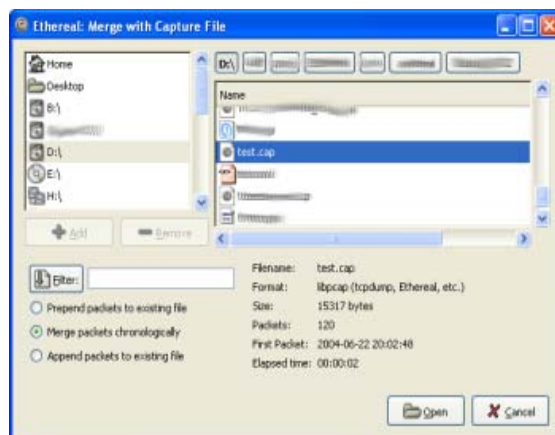 Ethereal: Merge with Capture File
Home
Desktop
B:\
D:\
E:\
H:\
Add
Remove
D:\
Name
test.cap
Filter:
Prepend packets to existing file
Merge packets chronologically
Append packets to existing file
Filename: test.cap
Format: libpcap (tcpdump, Ethereal, etc.)
Size: 15317 bytes
Packets: 120
First Packet: 2004-06-22 20:02:48
Elapsed time: 00:00:02
Open
Cancel